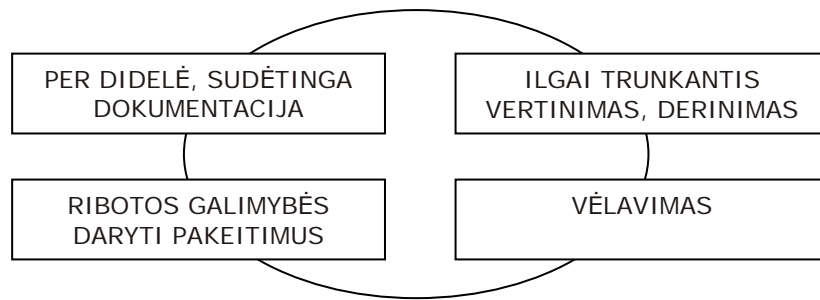 PER DIDELĖ, SUDĖTINGA
DOKUMENTACIJA
ILGAI TRUNKANTIS
VERTINIMAS, DERINIMAS
RIBOTOS GALIMYBĖS
DARYTI PAKEITIMUS
VĖLAVIMAS